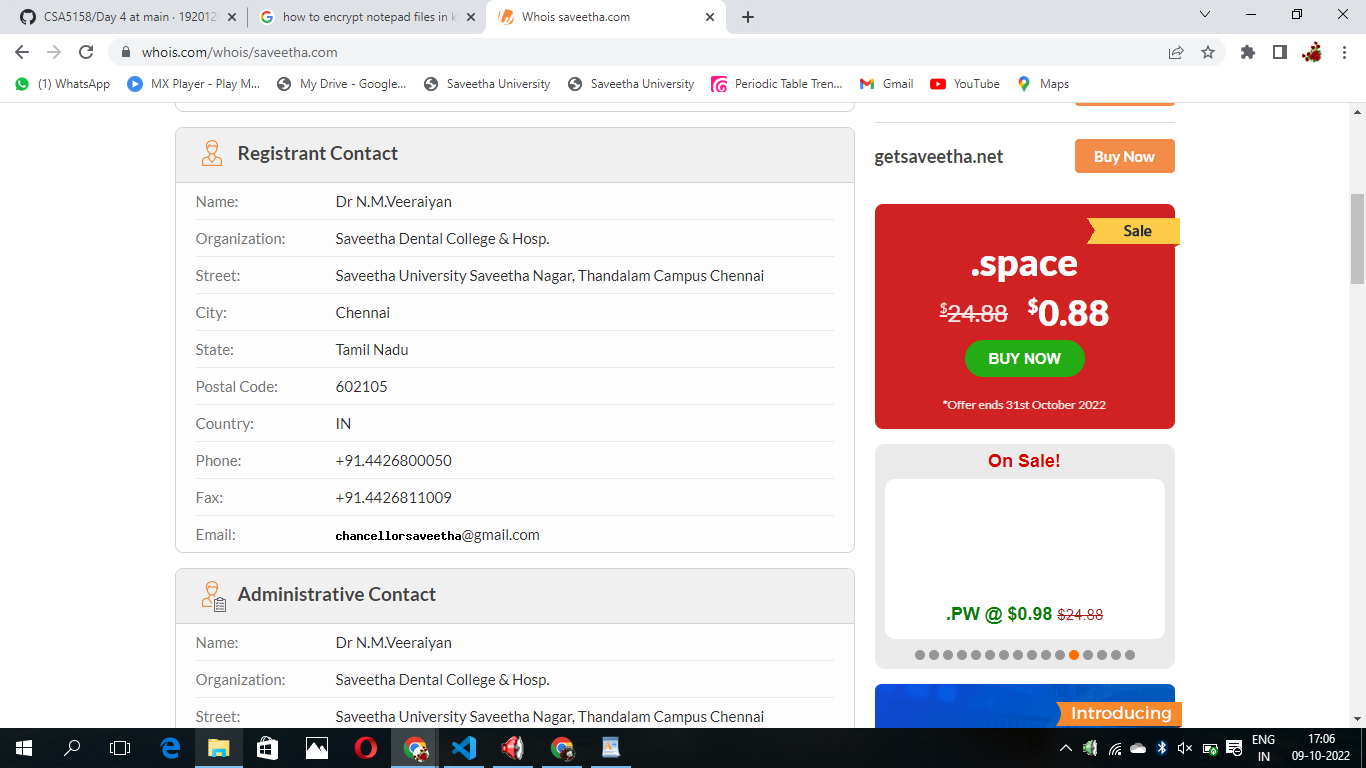 CSA5158/Day 4 at main · 192012
how to encrypt notepad files in k
Whois saveetha.com
whois.com/whois/saveetha.com
(1) WhatsApp
MX Player - Play M...
My Drive - Google...
Saveetha University
Saveetha University
Periodic Table Tren...
Gmail
YouTube
Maps
Registrant Contact
Name: Dr N.M.Veeraiyan
Organization: Saveetha Dental College & Hosp.
Street: Saveetha University Saveetha Nagar, Thandalam Campus Chennai
City: Chennai
State: Tamil Nadu
Postal Code: 602105
Country: IN
Phone: +91.4426800050
Fax: +91.4426811009
Email: chancellorsaveetha@gmail.com
Administrative Contact
Name: Dr N.M.Veeraiyan
Organization: Saveetha Dental College & Hosp.
Street: Saveetha University Saveetha Nagar, Thandalam Campus Chennai
getsaveetha.net
Buy Now
Sale
.space
$24.88 $0.88
BUY NOW
*Offer ends 31st October 2022
On Sale!
.PW @ $0.98 $24.88
Introducing
ENG
IN
17:06
09-10-2022